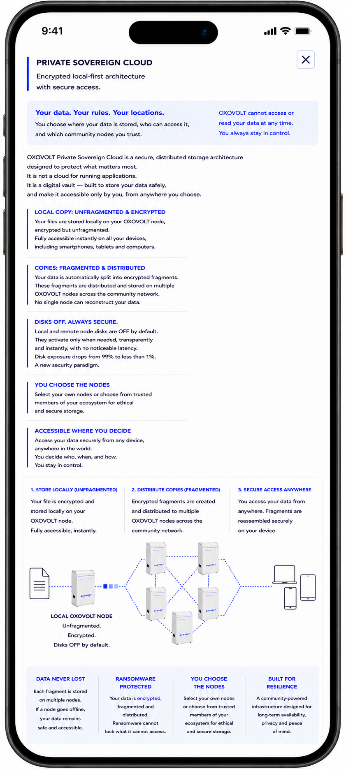 9:41
PRIVATE SOVEREIGN CLOUD
Encrypted local-first architecture
with secure access.
Your data. Your rules. Your locations.
You choose where your data is stored, who can access it,
and which community nodes you trust.
OXOVOLT cannot access or
read your data at any time.
You always stay in control.
OXOVOLT Private Sovereign Cloud is a secure, distributed storage architecture
designed to protect what matters most.
It is not a cloud for running applications.
It is a digital vault — built to store your data safely,
and make it accessible only by you, from anywhere you choose.
LOCAL COPY: UNFRAGMENTED & ENCRYPTED
Your files are stored locally on your OXOVOLT node,
encrypted but unfragmented.
Fully accessible instantly on all your devices,
including smartphones, tablets and computers.
COPIES: FRAGMENTED & DISTRIBUTED
Your data is automatically split into encrypted fragments.
These fragments are distributed and stored on multiple
OXOVOLT nodes across the community network.
No single node can reconstruct your data.
DISKS OFF. ALWAYS SECURE.
Local and remote node disks are OFF by default.
They activate only when needed, transparently
and instantly, with no noticeable latency.
Disk exposure drops from 99% to less than 1%.
A new security paradigm.
YOU CHOOSE THE NODES
Select your own nodes or choose from trusted
members of your ecosystem for ethical
and secure storage.
ACCESSIBLE WHERE YOU DECIDE
Access your data securely from any device,
anywhere in the world.
You decide who, when, and how.
You stay in control.
1. STORE LOCALLY (UNFRAGMENTED)
Your file is encrypted and
stored locally on your
OXOVOLT node.
Fully accessible, instantly.
2. DISTRIBUTE COPIES (FRAGMENTED)
Encrypted fragments are created
and distributed to multiple
OXOVOLT nodes across the
community network.
3. SECURE ACCESS ANYWHERE
You access your data from
anywhere. Fragments are
reassembled securely
on your device.
LOCAL OXOVOLT NODE
Unfragmented.
Encrypted.
Disks OFF by default.
DATA NEVER LOST
Each fragment is stored
on multiple nodes.
If a node goes offline,
your data remains
safe and accessible.
RANSOMWARE
PROTECTED
Your data is encrypted,
fragmented and
distributed.
Ransomware cannot
lock what it cannot access.
YOU CHOOSE
THE NODES
Select your own nodes
or choose from trusted
members of your
ecosystem for ethical
and secure storage.
BUILT FOR
RESILIENCE
A community-powered
infrastructure designed for
long-term availability,
privacy and peace
of mind.